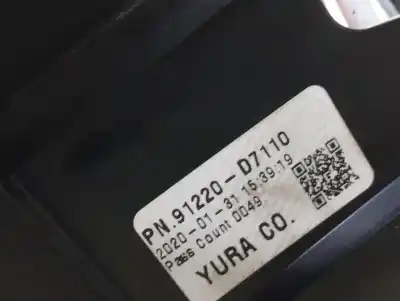 PN.91220-D7110
2020-01-31 15:39:19
Pass Count 0049
YURA CO.